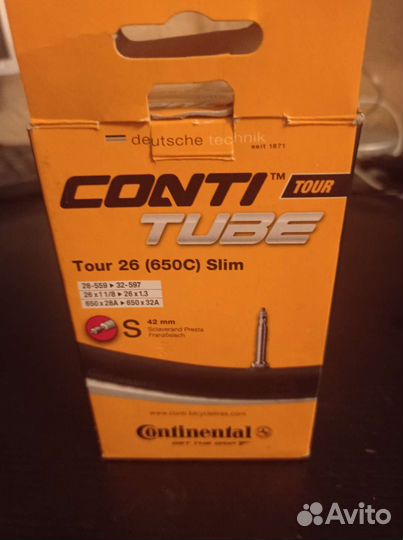 deutsche technik
seit 1871
CONTI™ TOUR
TUBE
Tour 26 (650C) Slim
28-559 ▸ 32-597
26 x 1 1/8 ▸ 26 x 1.3
650 x 28A ▸ 650 x 32A
S
42 mm
Sclaverand Presta
Französisch
www.conti-bicycletires.com
Continental
Avito